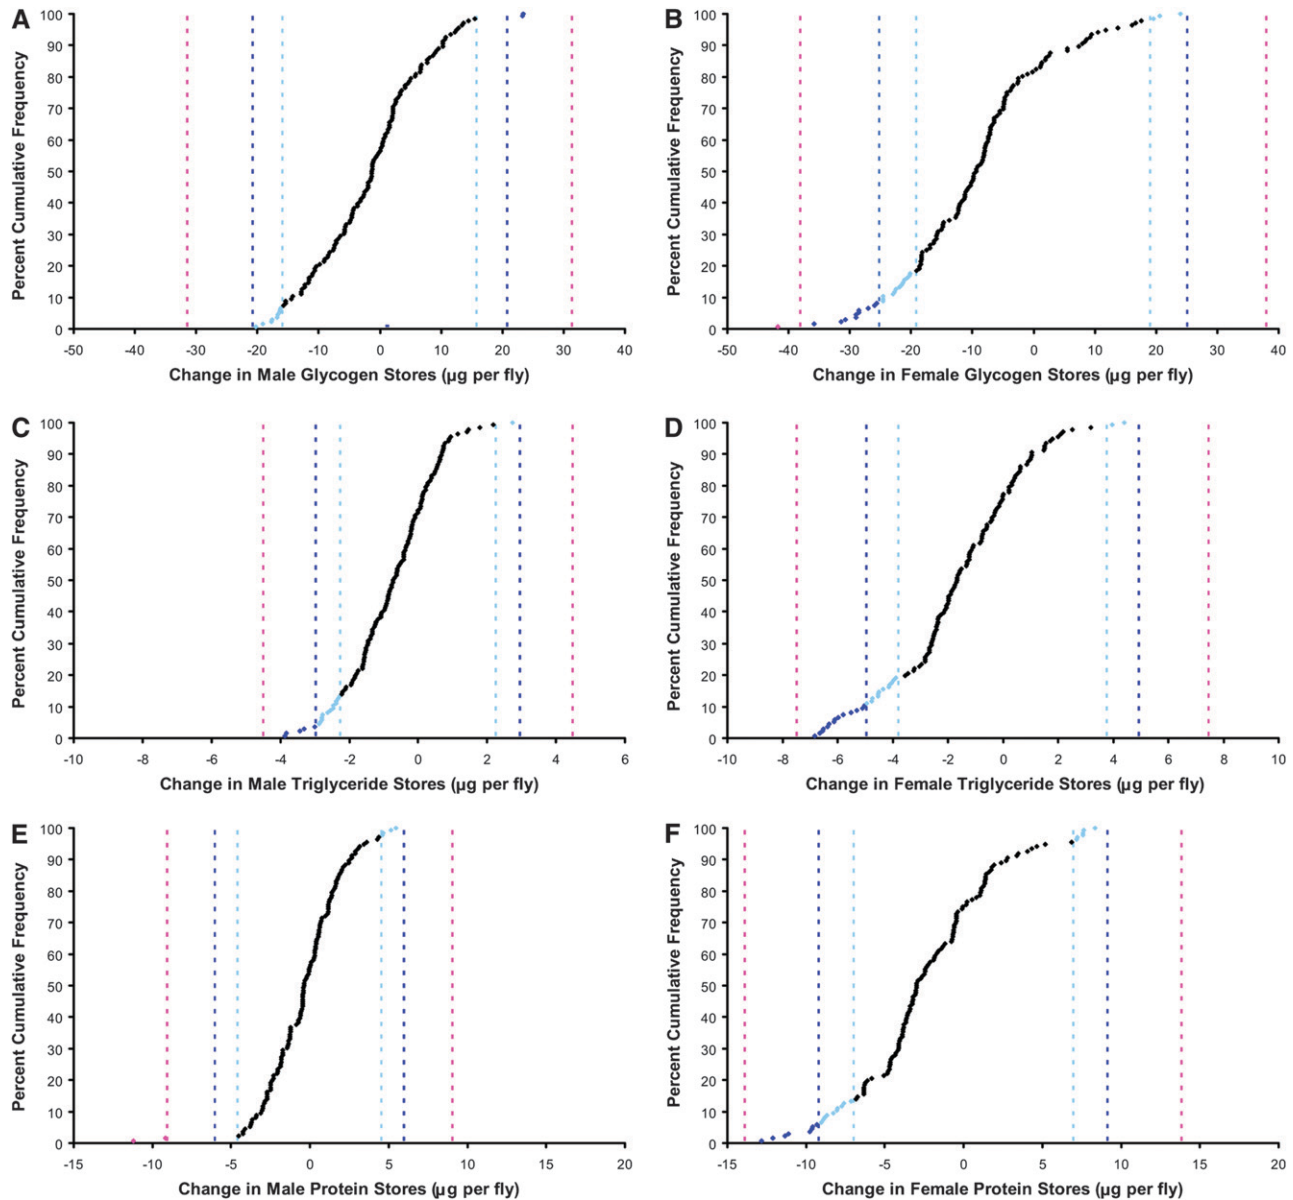 A
Percent Cumulative Frequency
100
90
80
70
60
50
40
30
20
10
0
-50 -40 -30 -20 -10 0 10 20 30 40
Change in Male Glycogen Stores (µg per fly)
B
Percent Cumulative Frequency
100
90
80
70
60
50
40
30
20
10
0
-50 -40 -30 -20 -10 0 10 20 30 40
Change in Female Glycogen Stores (µg per fly)
C
Percent Cumulative Frequency
100
90
80
70
60
50
40
30
20
10
0
-10 -8 -6 -4 -2 0 2 4 6
Change in Male Triglyceride Stores (µg per fly)
D
Percent Cumulative Frequency
100
90
80
70
60
50
40
30
20
10
0
-10 -8 -6 -4 -2 0 2 4 6 8 10
Change in Female Triglyceride Stores (µg per fly)
E
Percent Cumulative Frequency
100
90
80
70
60
50
40
30
20
10
0
-15 -10 -5 0 5 10 15 20
Change in Male Protein Stores (µg per fly)
F
Percent Cumulative Frequency
100
90
80
70
60
50
40
30
20
10
0
-15 -10 -5 0 5 10 15 20
Change in Female Protein Stores (µg per fly)